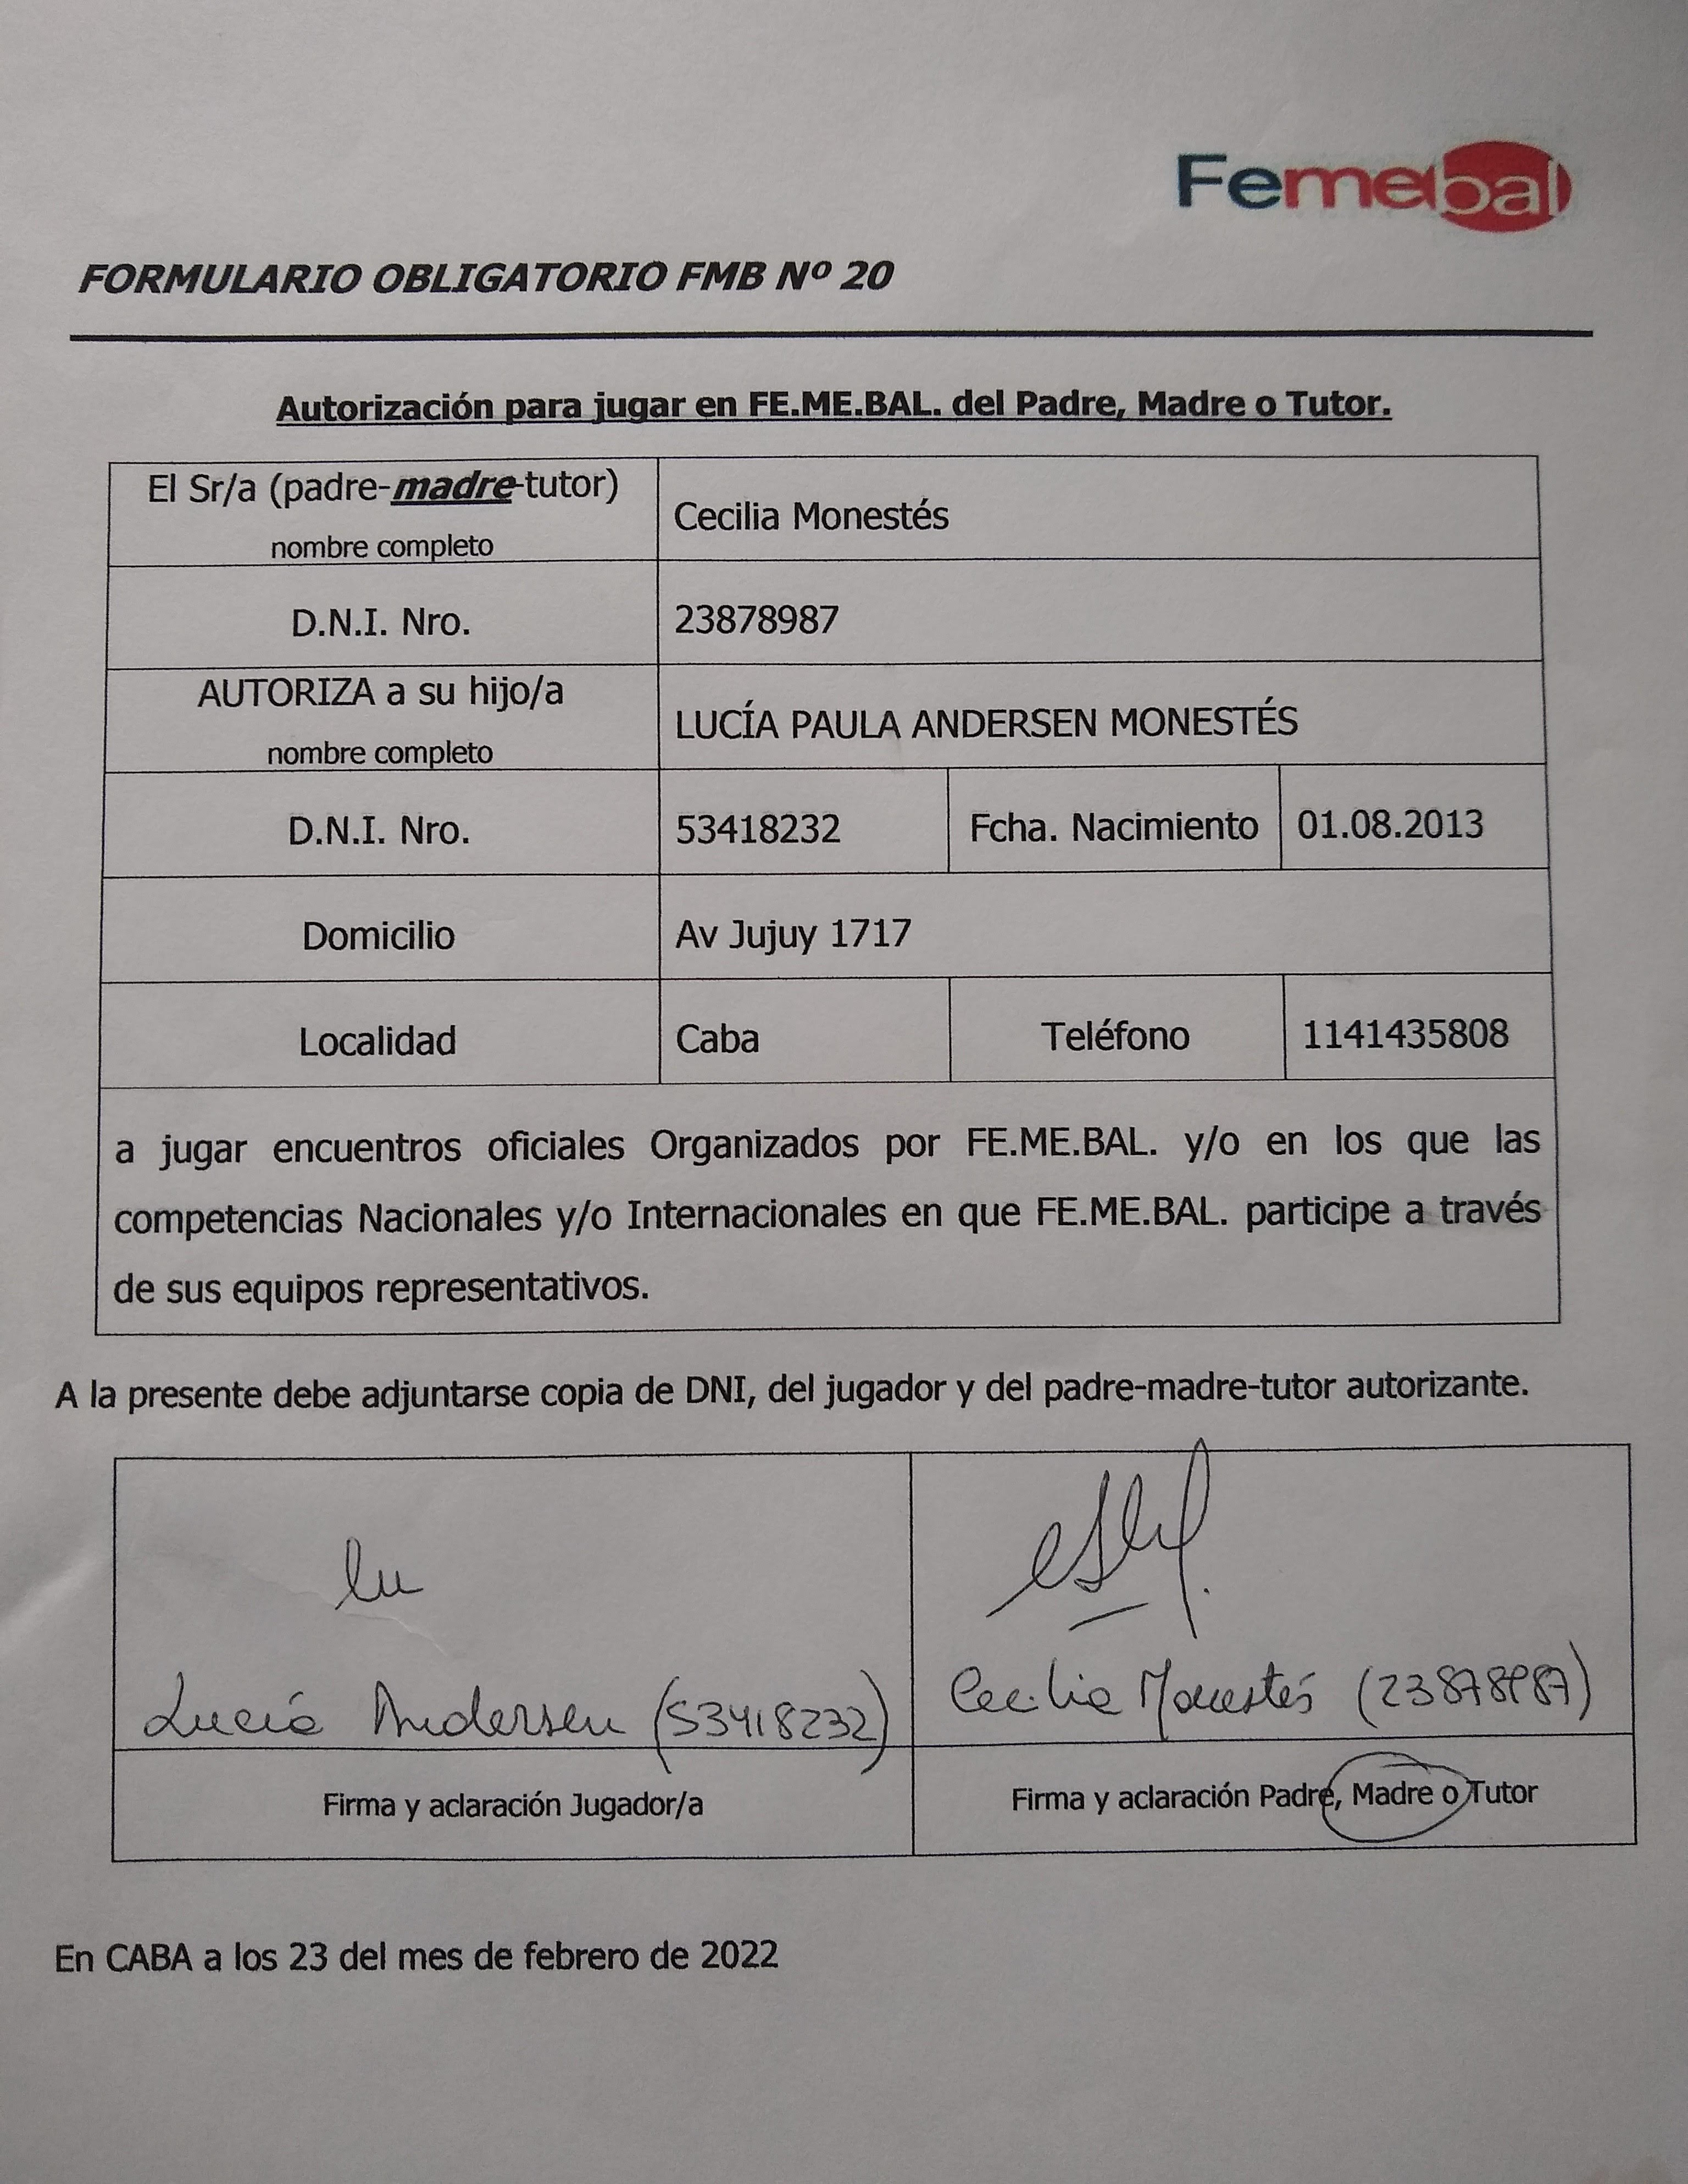 Femebal
FORMULARIO OBLIGATORIO FMB Nº 20
Autorización para jugar en FE.ME.BAL. del Padre, Madre o Tutor.
El Sr/a (padre-madre-tutor)
nombre completo
Cecilia Monestés
D.N.I. Nro.
23878987
AUTORIZA a su hijo/a
nombre completo
LUCÍA PAULA ANDERSEN MONESTÉS
D.N.I. Nro.
53418232
Fcha. Nacimiento
01.08.2013
Domicilio
Av Jujuy 1717
Localidad
Caba
Teléfono
1141435808
a jugar encuentros oficiales Organizados por FE.ME.BAL. y/o en los que las
competencias Nacionales y/o Internacionales en que FE.ME.BAL. participe a través
de sus equipos representativos.
A la presente debe adjuntarse copia de DNI, del jugador y del padre-madre-tutor autorizante.
Lu
Lucía Andersen (53418232)
Cecilia Monestés (23878987)
Firma y aclaración Jugador/a
Firma y aclaración Padre, Madre o Tutor
En CABA a los 23 del mes de febrero de 2022